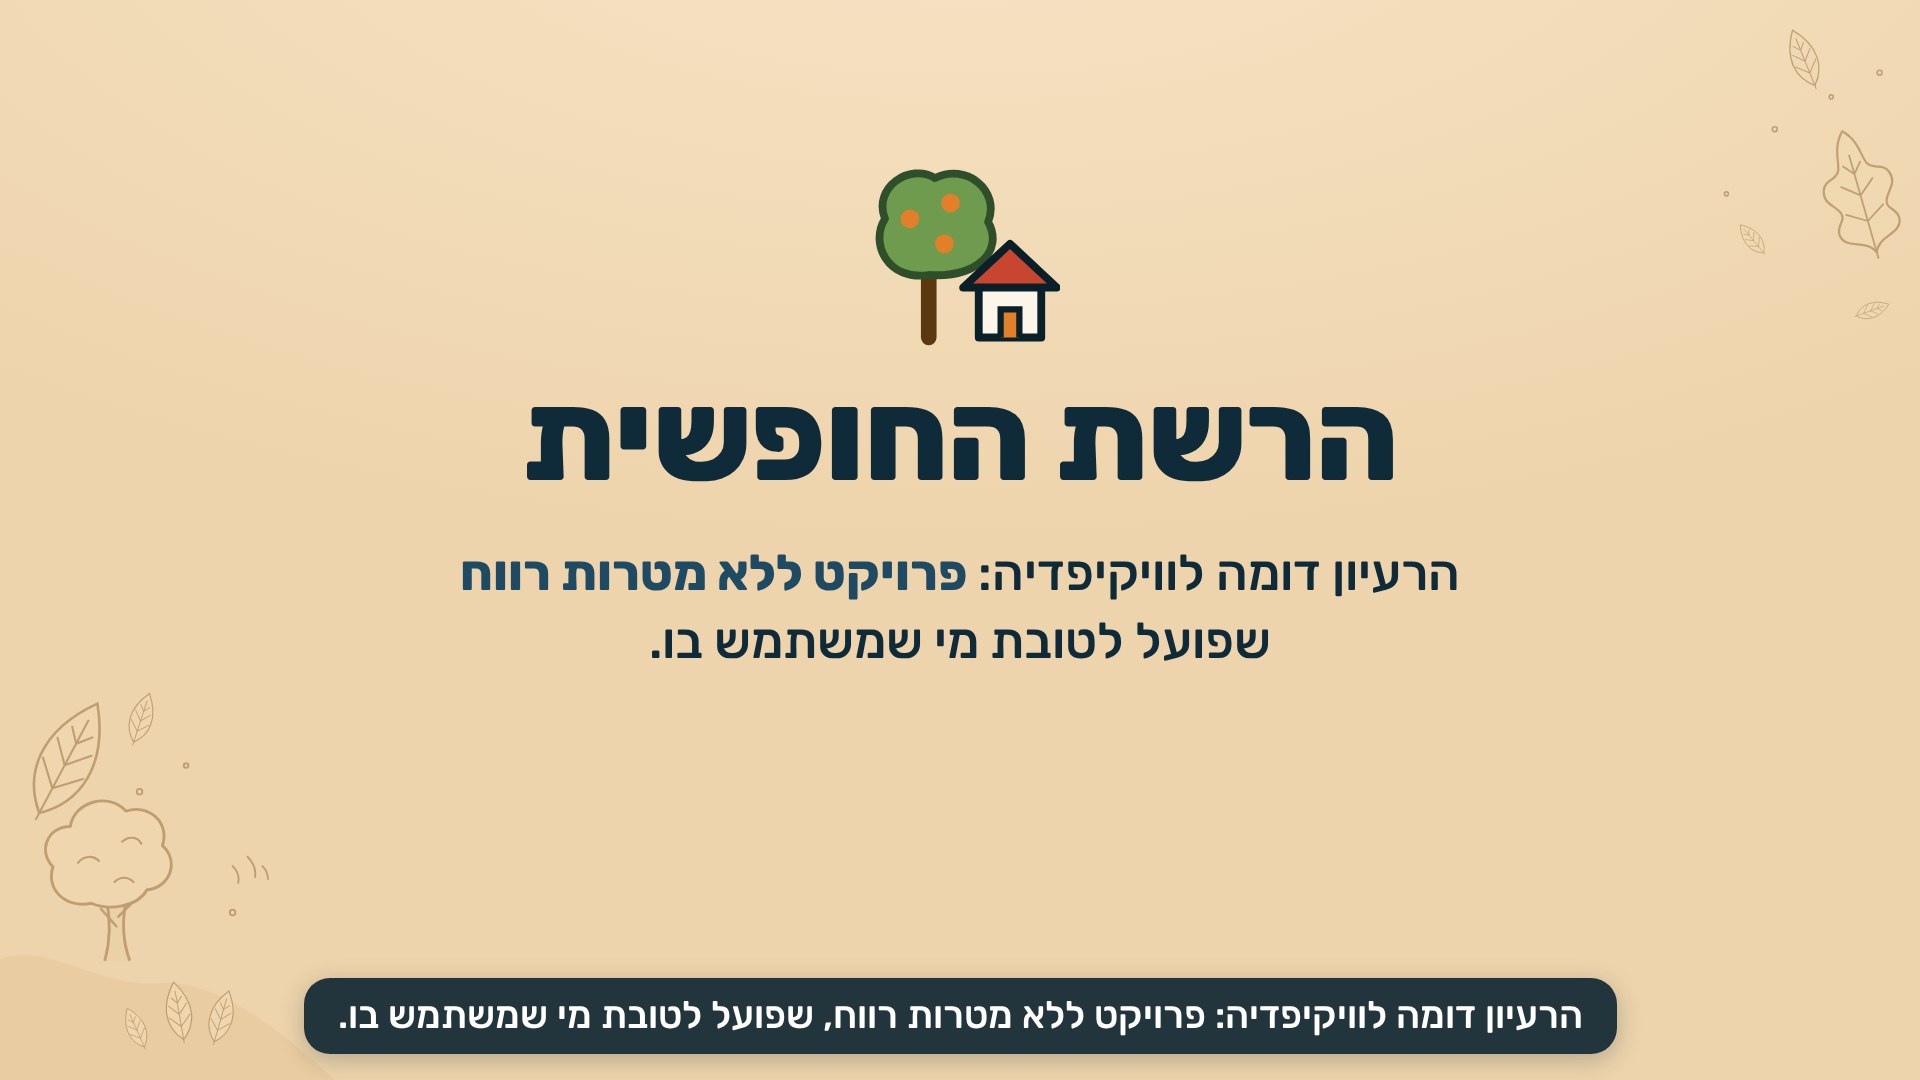 הרשת החופשית
הרעיון דומה לוויקיפדיה: פרויקט ללא מטרות רווח
שפועל לטובת מי שמשתמש בו.
הרעיון דומה לוויקיפדיה: פרויקט ללא מטרות רווח, שפועל לטובת מי שמשתמש בו.